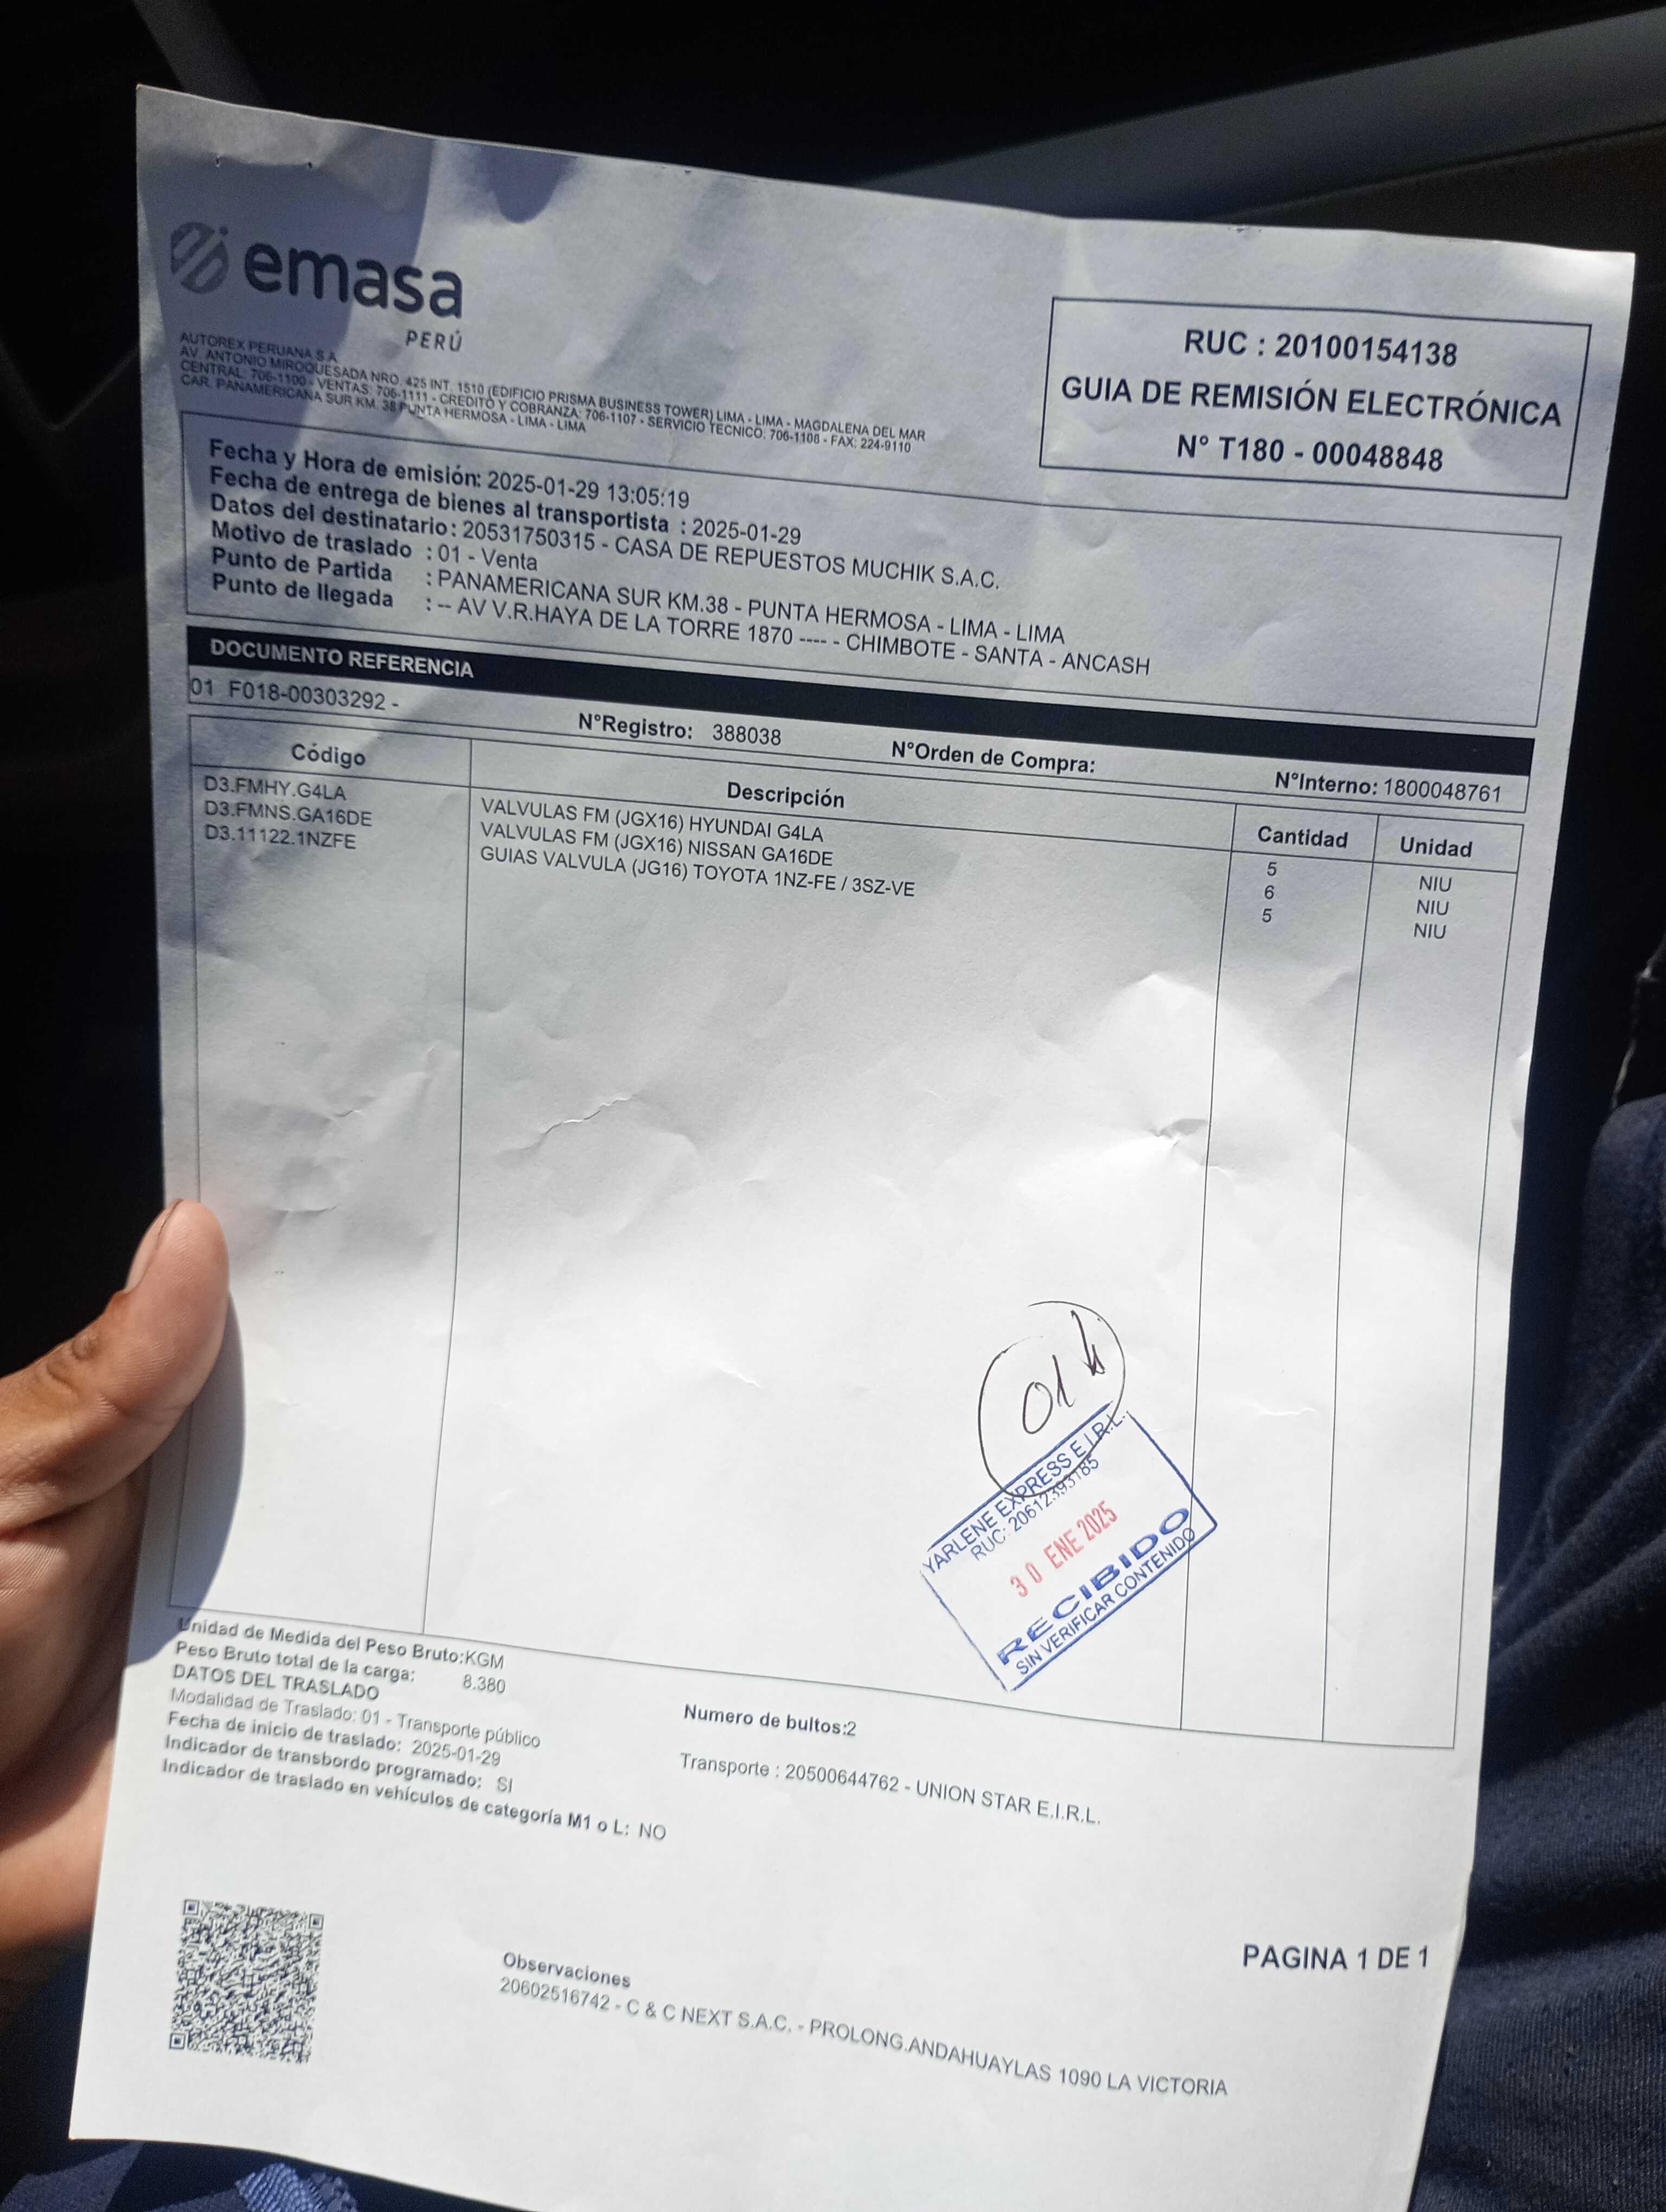 emasa
PERÚ
AUTOREX PERUANA S.A
AV. ANTONIO MIROQUESADA NRO. 425 INT. 1510 (EDIFICIO PRISMA BUSINESS TOWER) LIMA - LIMA - MAGDALENA DEL MAR
CENTRAL: 706-1100 - VENTAS: 706-1111 - CREDITO Y COBRANZA: 706-1107 - SERVICIO TECNICO: 706-1108 - FAX: 224-9110
CAR. PANAMERICANA SUR KM. 38 PUNTA HERMOSA - LIMA - LIMA
RUC : 20100154138
GUIA DE REMISIÓN ELECTRÓNICA
N° T180 - 00048848
Fecha y Hora de emisión: 2025-01-29 13:05:19
Fecha de entrega de bienes al transportista : 2025-01-29
Datos del destinatario : 20531750315 - CASA DE REPUESTOS MUCHIK S.A.C.
Motivo de traslado : 01 - Venta
Punto de Partida : PANAMERICANA SUR KM.38 - PUNTA HERMOSA - LIMA - LIMA
Punto de llegada : -- AV V.R.HAYA DE LA TORRE 1870 ---- - CHIMBOTE - SANTA - ANCASH
DOCUMENTO REFERENCIA
01 F018-00303292 -
N°Registro: 388038 N°Orden de Compra: N°Interno: 1800048761
Código Descripción Cantidad Unidad
D3.FMHY.G4LA VALVULAS FM (JGX16) HYUNDAI G4LA 5 NIU
D3.FMNS.GA16DE VALVULAS FM (JGX16) NISSAN GA16DE 6 NIU
D3.11122.1NZFE GUIAS VALVULA (JG16) TOYOTA 1NZ-FE / 3SZ-VE 5 NIU
01
YARLENE EXPRESS E.I.R.L.
RUC: 20612393785
30 ENE 2025
RECIBIDO
SIN VERIFICAR CONTENIDO
Unidad de Medida del Peso Bruto:KGM
Peso Bruto total de la carga: 8.380
DATOS DEL TRASLADO
Numero de bultos:2
Modalidad de Traslado: 01 - Transporte público
Fecha de inicio de traslado: 2025-01-29
Transporte : 20500644762 - UNION STAR E.I.R.L.
Indicador de transbordo programado: SI
Indicador de traslado en vehículos de categoría M1 o L: NO
PAGINA 1 DE 1
Observaciones
20602516742 - C & C NEXT S.A.C. - PROLONG.ANDAHUAYLAS 1090 LA VICTORIA